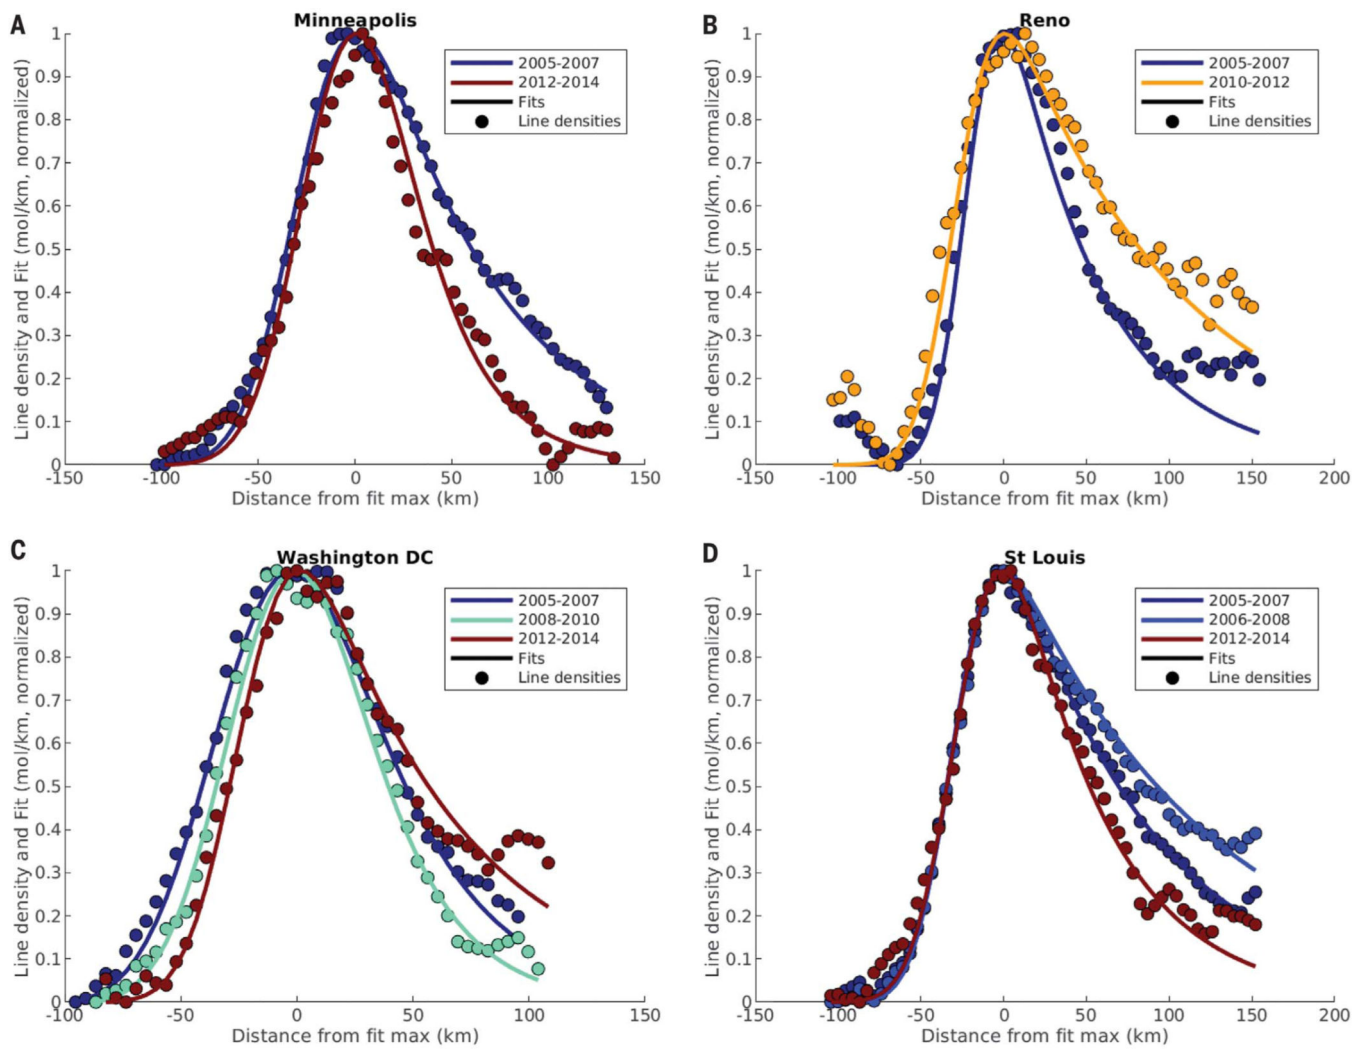 A
Minneapolis
Line density and Fit (mol/km, normalized)
1
0.9
0.8
0.7
0.6
0.5
0.4
0.3
0.2
0.1
0
2005-2007
2012-2014
Fits
Line densities
-150 -100 -50 0 50 100 150
Distance from fit max (km)
B
Reno
Line density and Fit (mol/km, normalized)
1
0.9
0.8
0.7
0.6
0.5
0.4
0.3
0.2
0.1
0
2005-2007
2010-2012
Fits
Line densities
-150 -100 -50 0 50 100 150 200
Distance from fit max (km)
C
Washington DC
Line density and Fit (mol/km, normalized)
1
0.9
0.8
0.7
0.6
0.5
0.4
0.3
0.2
0.1
0
2005-2007
2008-2010
2012-2014
Fits
Line densities
-100 -50 0 50 100 150
Distance from fit max (km)
D
St Louis
Line density and Fit (mol/km, normalized)
1
0.9
0.8
0.7
0.6
0.5
0.4
0.3
0.2
0.1
0
2005-2007
2006-2008
2012-2014
Fits
Line densities
-150 -100 -50 0 50 100 150 200
Distance from fit max (km)